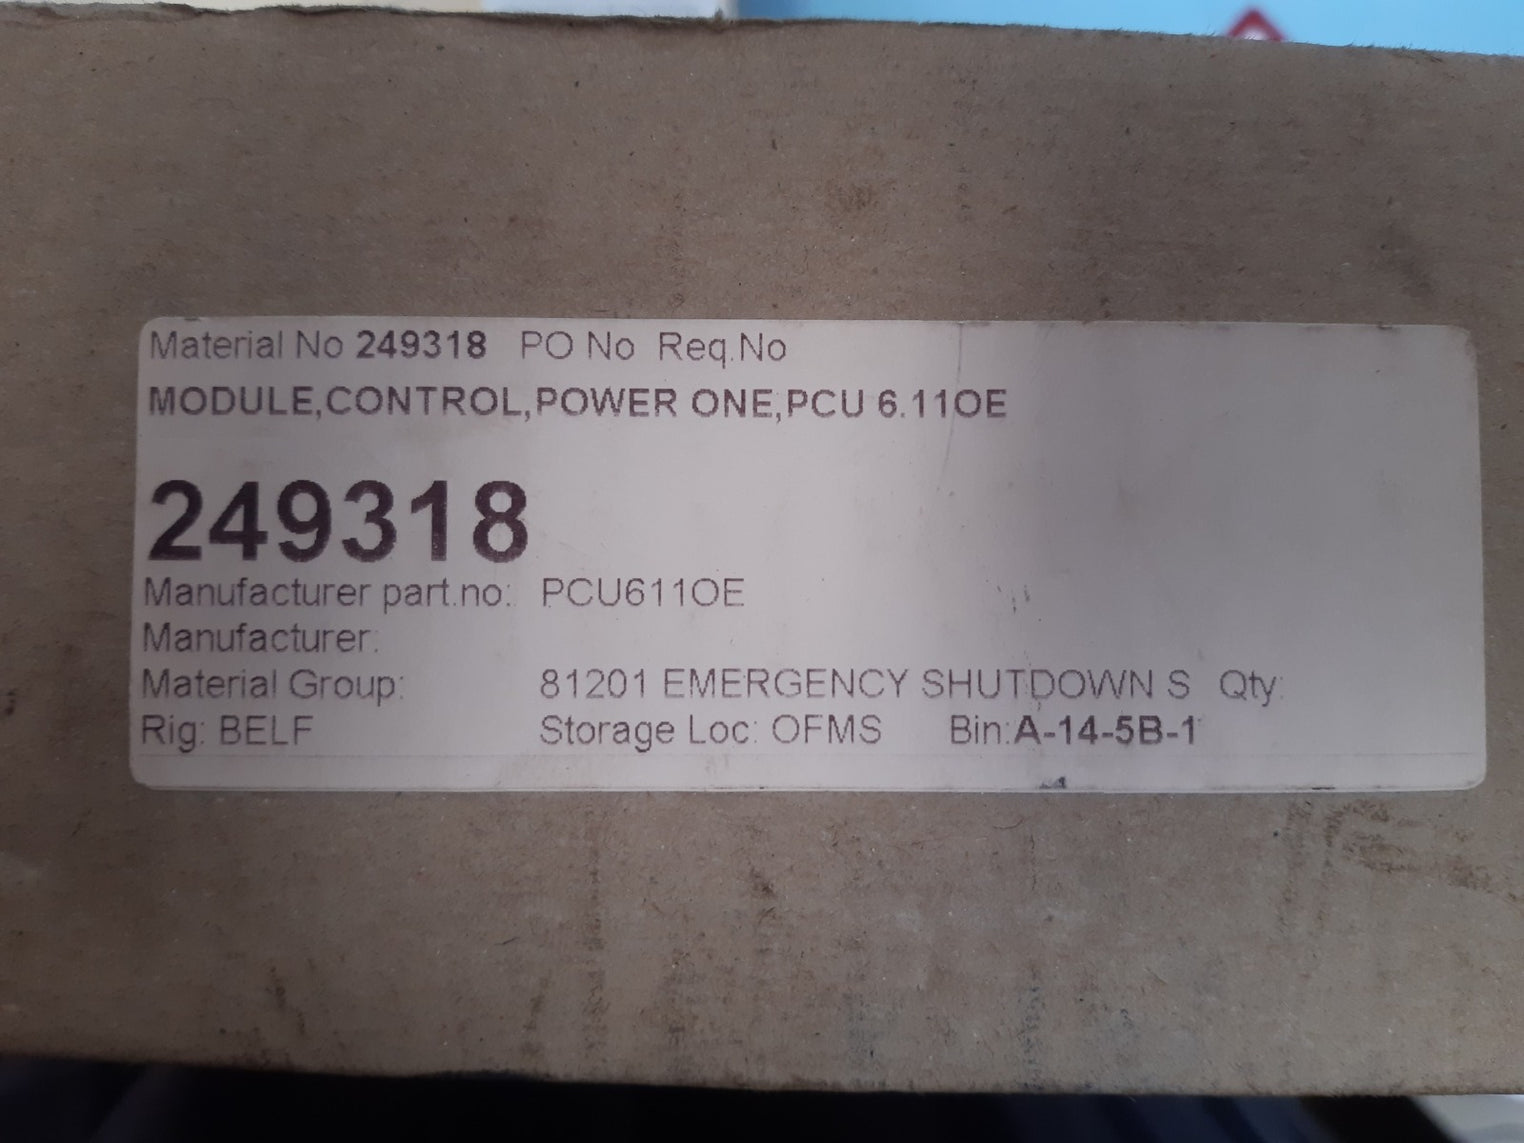 Material No 249318 PO No Req.No
MODULE,CONTROL,POWER ONE,PCU 6.11OE
249318
Manufacturer part.no: PCU611OE
Manufacturer:
Material Group: 81201 EMERGENCY SHUTDOWN S Qty:
Rig: BELF Storage Loc: OFMS Bin:A-14-5B-1